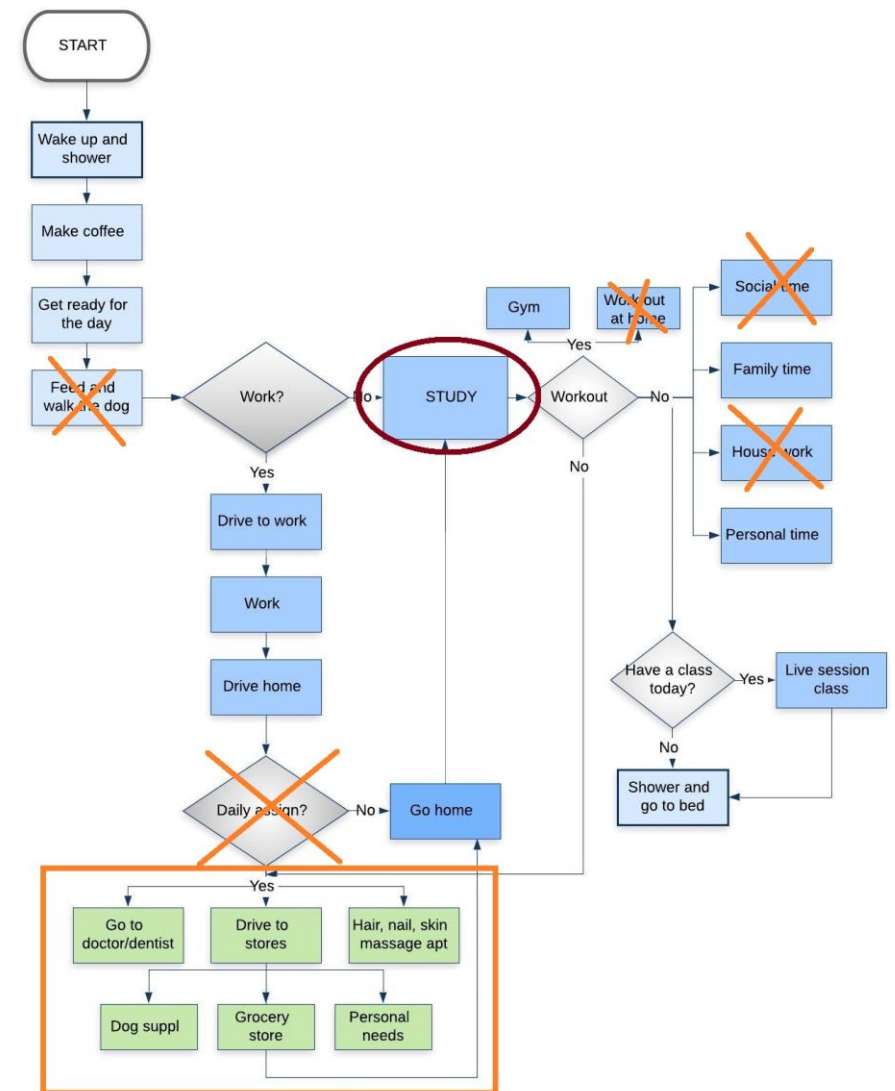 START
Wake up and
shower
Make coffee
Get ready for
the day
Feed and
walk the dog
Work?
No
STUDY
Workout
Yes
Gym
Work out
at home
No
Social time
Family time
House work
Personal time
No
Yes
Drive to work
Work
Drive home
Daily assign?
No
Go home
Have a class
today?
Yes
Live session
class
No
Shower and
go to bed
Yes
Go to
doctor/dentist
Drive to
stores
Hair, nail, skin
massage apt
Dog suppl
Grocery
store
Personal
needs